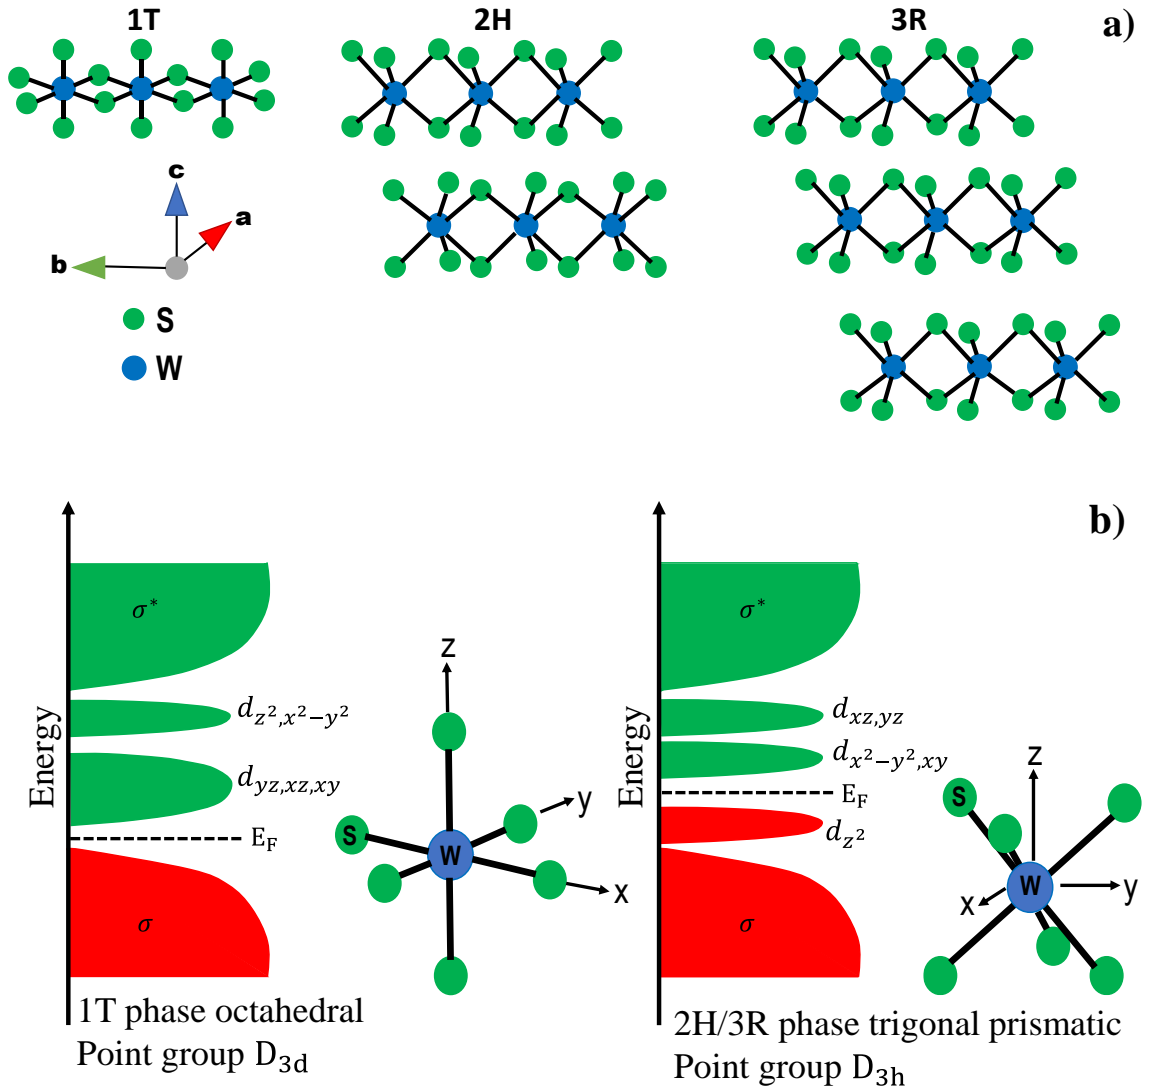 1T
2H
3R
a)
c
a
b
S
W
b)
Energy
σ*
d_{z²,x²−y²}
d_{yz,xz,xy}
E_F
σ
z
y
S
W
x
1T phase octahedral
Point group D_{3d}
Energy
σ*
d_{xz,yz}
d_{x²−y²,xy}
E_F
d_{z²}
σ
z
S
W
x
y
2H/3R phase trigonal prismatic
Point group D_{3h}